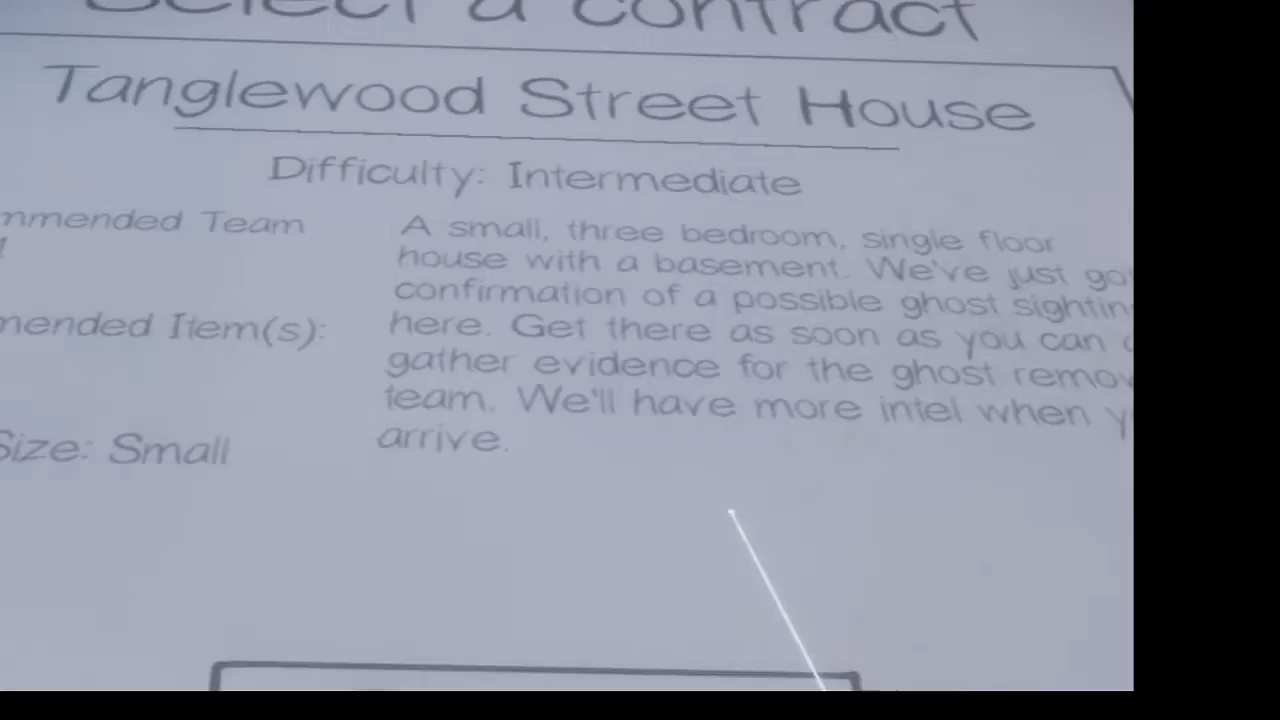 Select a contract
Tanglewood Street House
Difficulty: Intermediate
mmended Team
mended Item(s):
Size: Small
A small, three bedroom, single floor
house with a basement. We've just go
confirmation of a possible ghost sightin
here. Get there as soon as you can
gather evidence for the ghost remov
team. We'll have more intel when y
arrive.